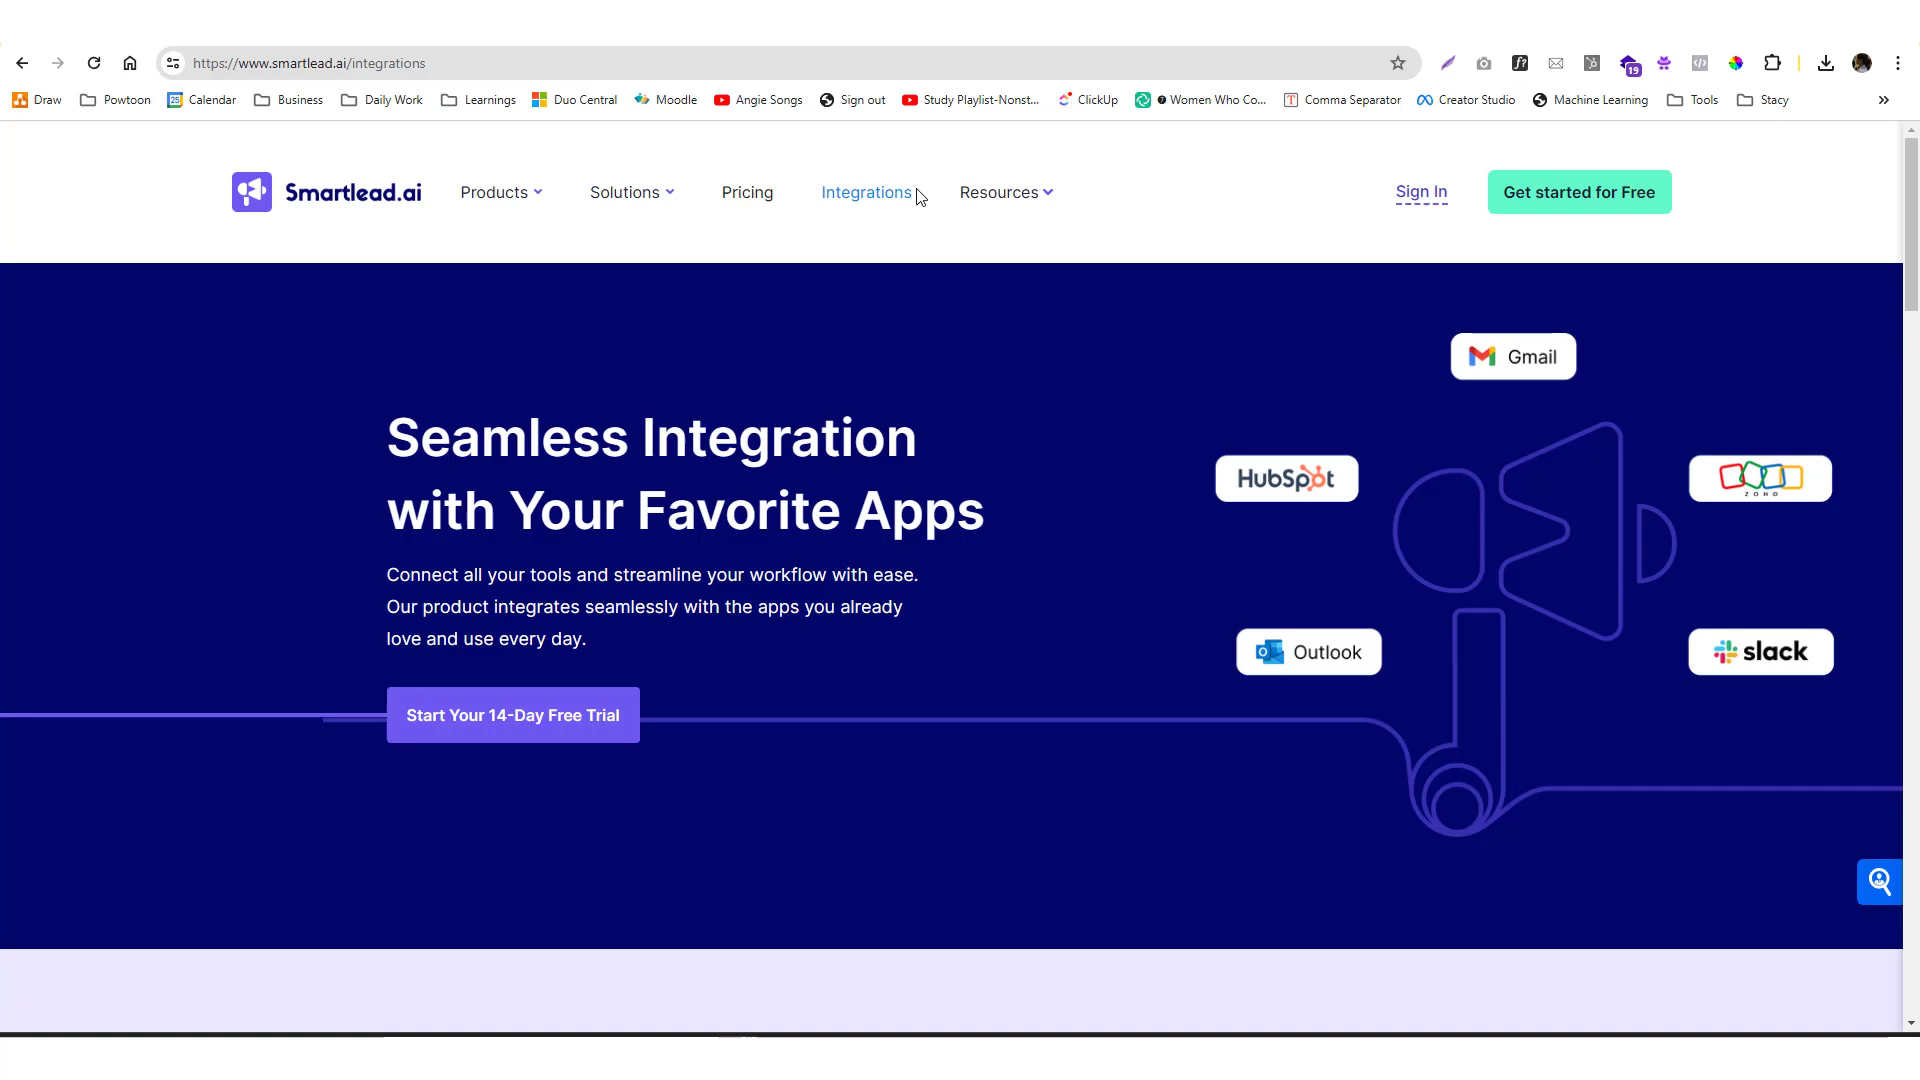 https://www.smartlead.ai/integrations
19
Draw Powtoon 25 Calendar Business Daily Work Learnings Duo Central Moodle Angie Songs Sign out Study Playlist-Nonst... ClickUp Women Who Co... Comma Separator Creator Studio Machine Learning Tools Stacy
Smartlead.ai Products Solutions Pricing Integrations Resources Sign In Get started for Free
Gmail
Seamless Integration
with Your Favorite Apps
HubSpot
ZOHO
Connect all your tools and streamline your workflow with ease.
Our product integrates seamlessly with the apps you already
love and use every day.
Outlook
slack
Start Your 14-Day Free Trial